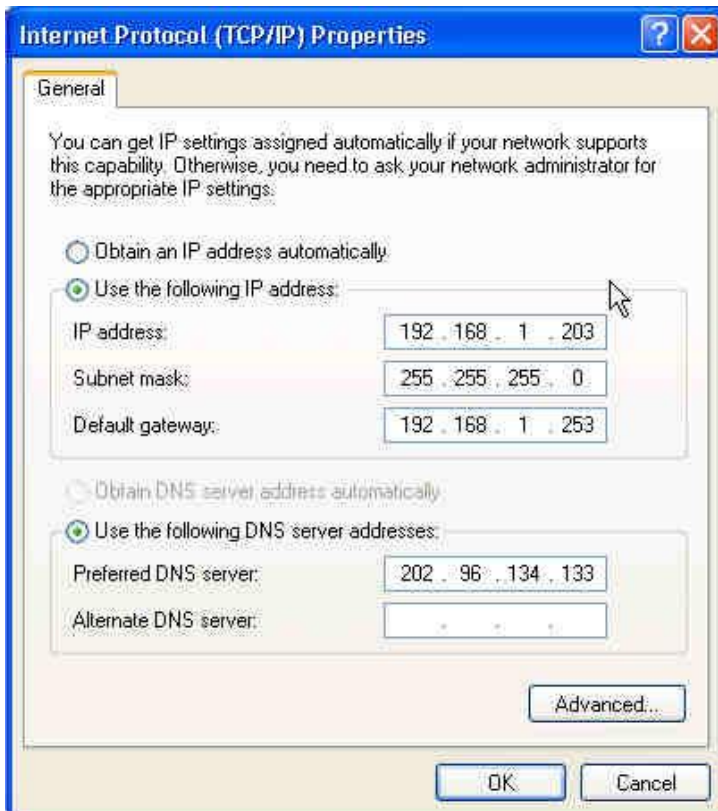 Internet Protocol (TCP/IP) Properties
General
You can get IP settings assigned automatically if your network supports
this capability. Otherwise, you need to ask your network administrator for
the appropriate IP settings.
Obtain an IP address automatically
Use the following IP address:
IP address: 192 . 168 . 1 . 203
Subnet mask: 255 . 255 . 255 . 0
Default gateway: 192 . 168 . 1 . 253
Obtain DNS server address automatically
Use the following DNS server addresses:
Preferred DNS server: 202 . 96 . 134 . 133
Alternate DNS server: . . .
Advanced...
OK Cancel